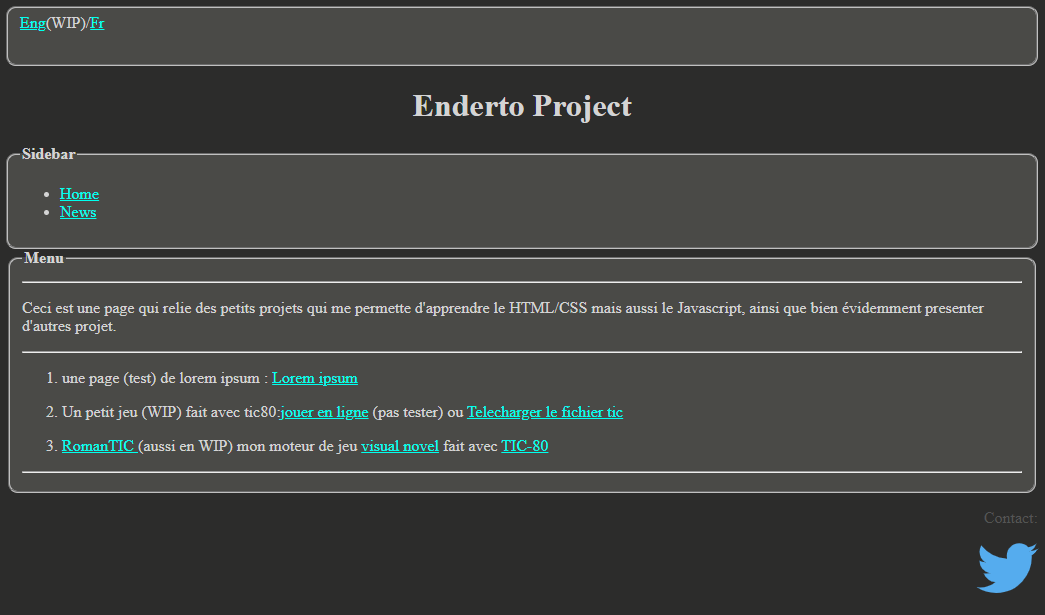 Eng(WIP)/Fr
Enderto Project
Sidebar
• Home
• News
Menu
Ceci est une page qui relie des petits projets qui me permette d'apprendre le HTML/CSS mais aussi le Javascript, ainsi que bien évidemment presenter
d'autres projet.
1. une page (test) de lorem ipsum : Lorem ipsum
2. Un petit jeu (WIP) fait avec tic80:jouer en ligne (pas tester) ou Telecharger le fichier tic
3. RomanTIC (aussi en WIP) mon moteur de jeu visual novel fait avec TIC-80
Contact: